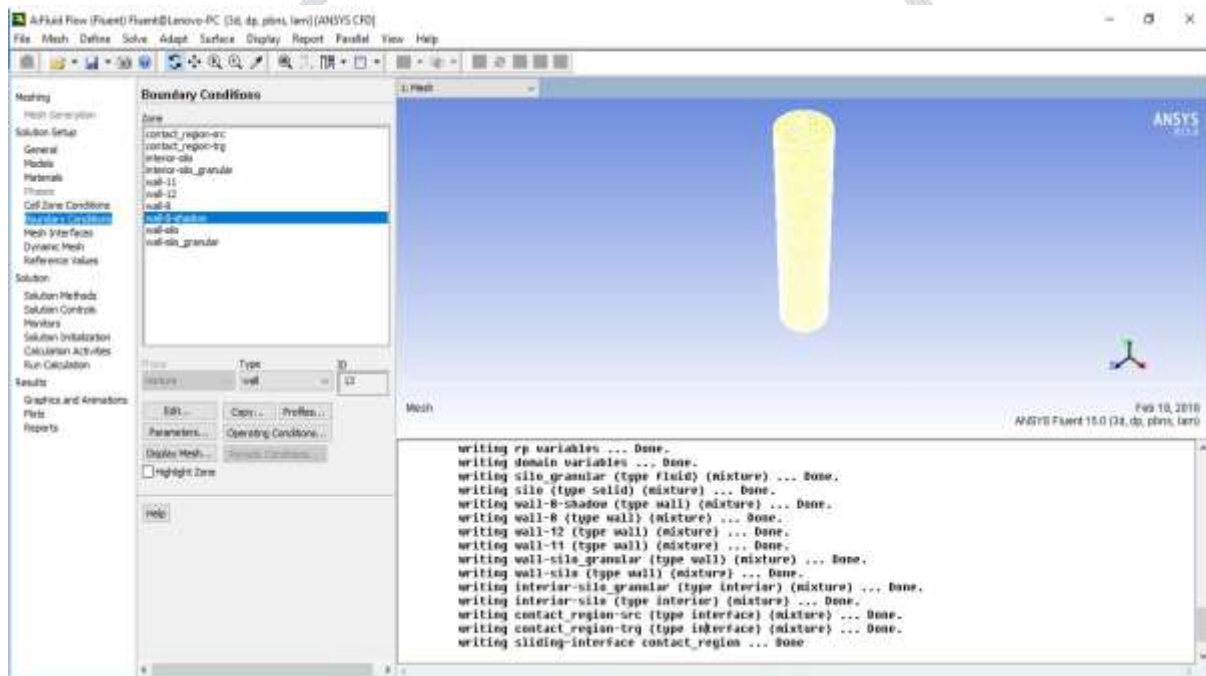 A:Fluid Flow (Fluent) Fluent@Lenovo-PC [3d, dp, pbns, lam] [ANSYS CFD]
File Mesh Define Solve Adapt Surface Display Report Parallel View Help
Meshing
Mesh Generation
Solution Setup
General
Models
Materials
Phases
Cell Zone Conditions
Boundary Conditions
Mesh Interfaces
Dynamic Mesh
Reference Values
Solution
Solution Methods
Solution Controls
Monitors
Solution Initialization
Calculation Activities
Run Calculation
Results
Graphics and Animations
Plots
Reports
Boundary Conditions
Zone
contact_region-src
contact_region-trg
interior-silo
interior-silo_granular
wall-11
wall-12
wall-8
wall-8-shadow
wall-silo
wall-silo_granular
Phase Type ID
mixture wall 13
Edit... Copy... Profiles...
Parameters... Operating Conditions...
Display Mesh... Periodic Conditions...
Highlight Zone
Help
1: Mesh
ANSYS
R15.0
Mesh
Feb 18, 2018
ANSYS Fluent 15.0 (3d, dp, pbns, lam)
writing rp variables ... Done.
writing domain variables ... Done.
writing silo_granular (type fluid) (mixture) ... Done.
writing silo (type solid) (mixture) ... Done.
writing wall-8-shadow (type wall) (mixture) ... Done.
writing wall-8 (type wall) (mixture) ... Done.
writing wall-12 (type wall) (mixture) ... Done.
writing wall-11 (type wall) (mixture) ... Done.
writing wall-silo_granular (type wall) (mixture) ... Done.
writing wall-silo (type wall) (mixture) ... Done.
writing interior-silo_granular (type interior) (mixture) ... Done.
writing interior-silo (type interior) (mixture) ... Done.
writing contact_region-src (type interface) (mixture) ... Done.
writing contact_region-trg (type interface) (mixture) ... Done.
writing sliding-interface contact_region ... Done